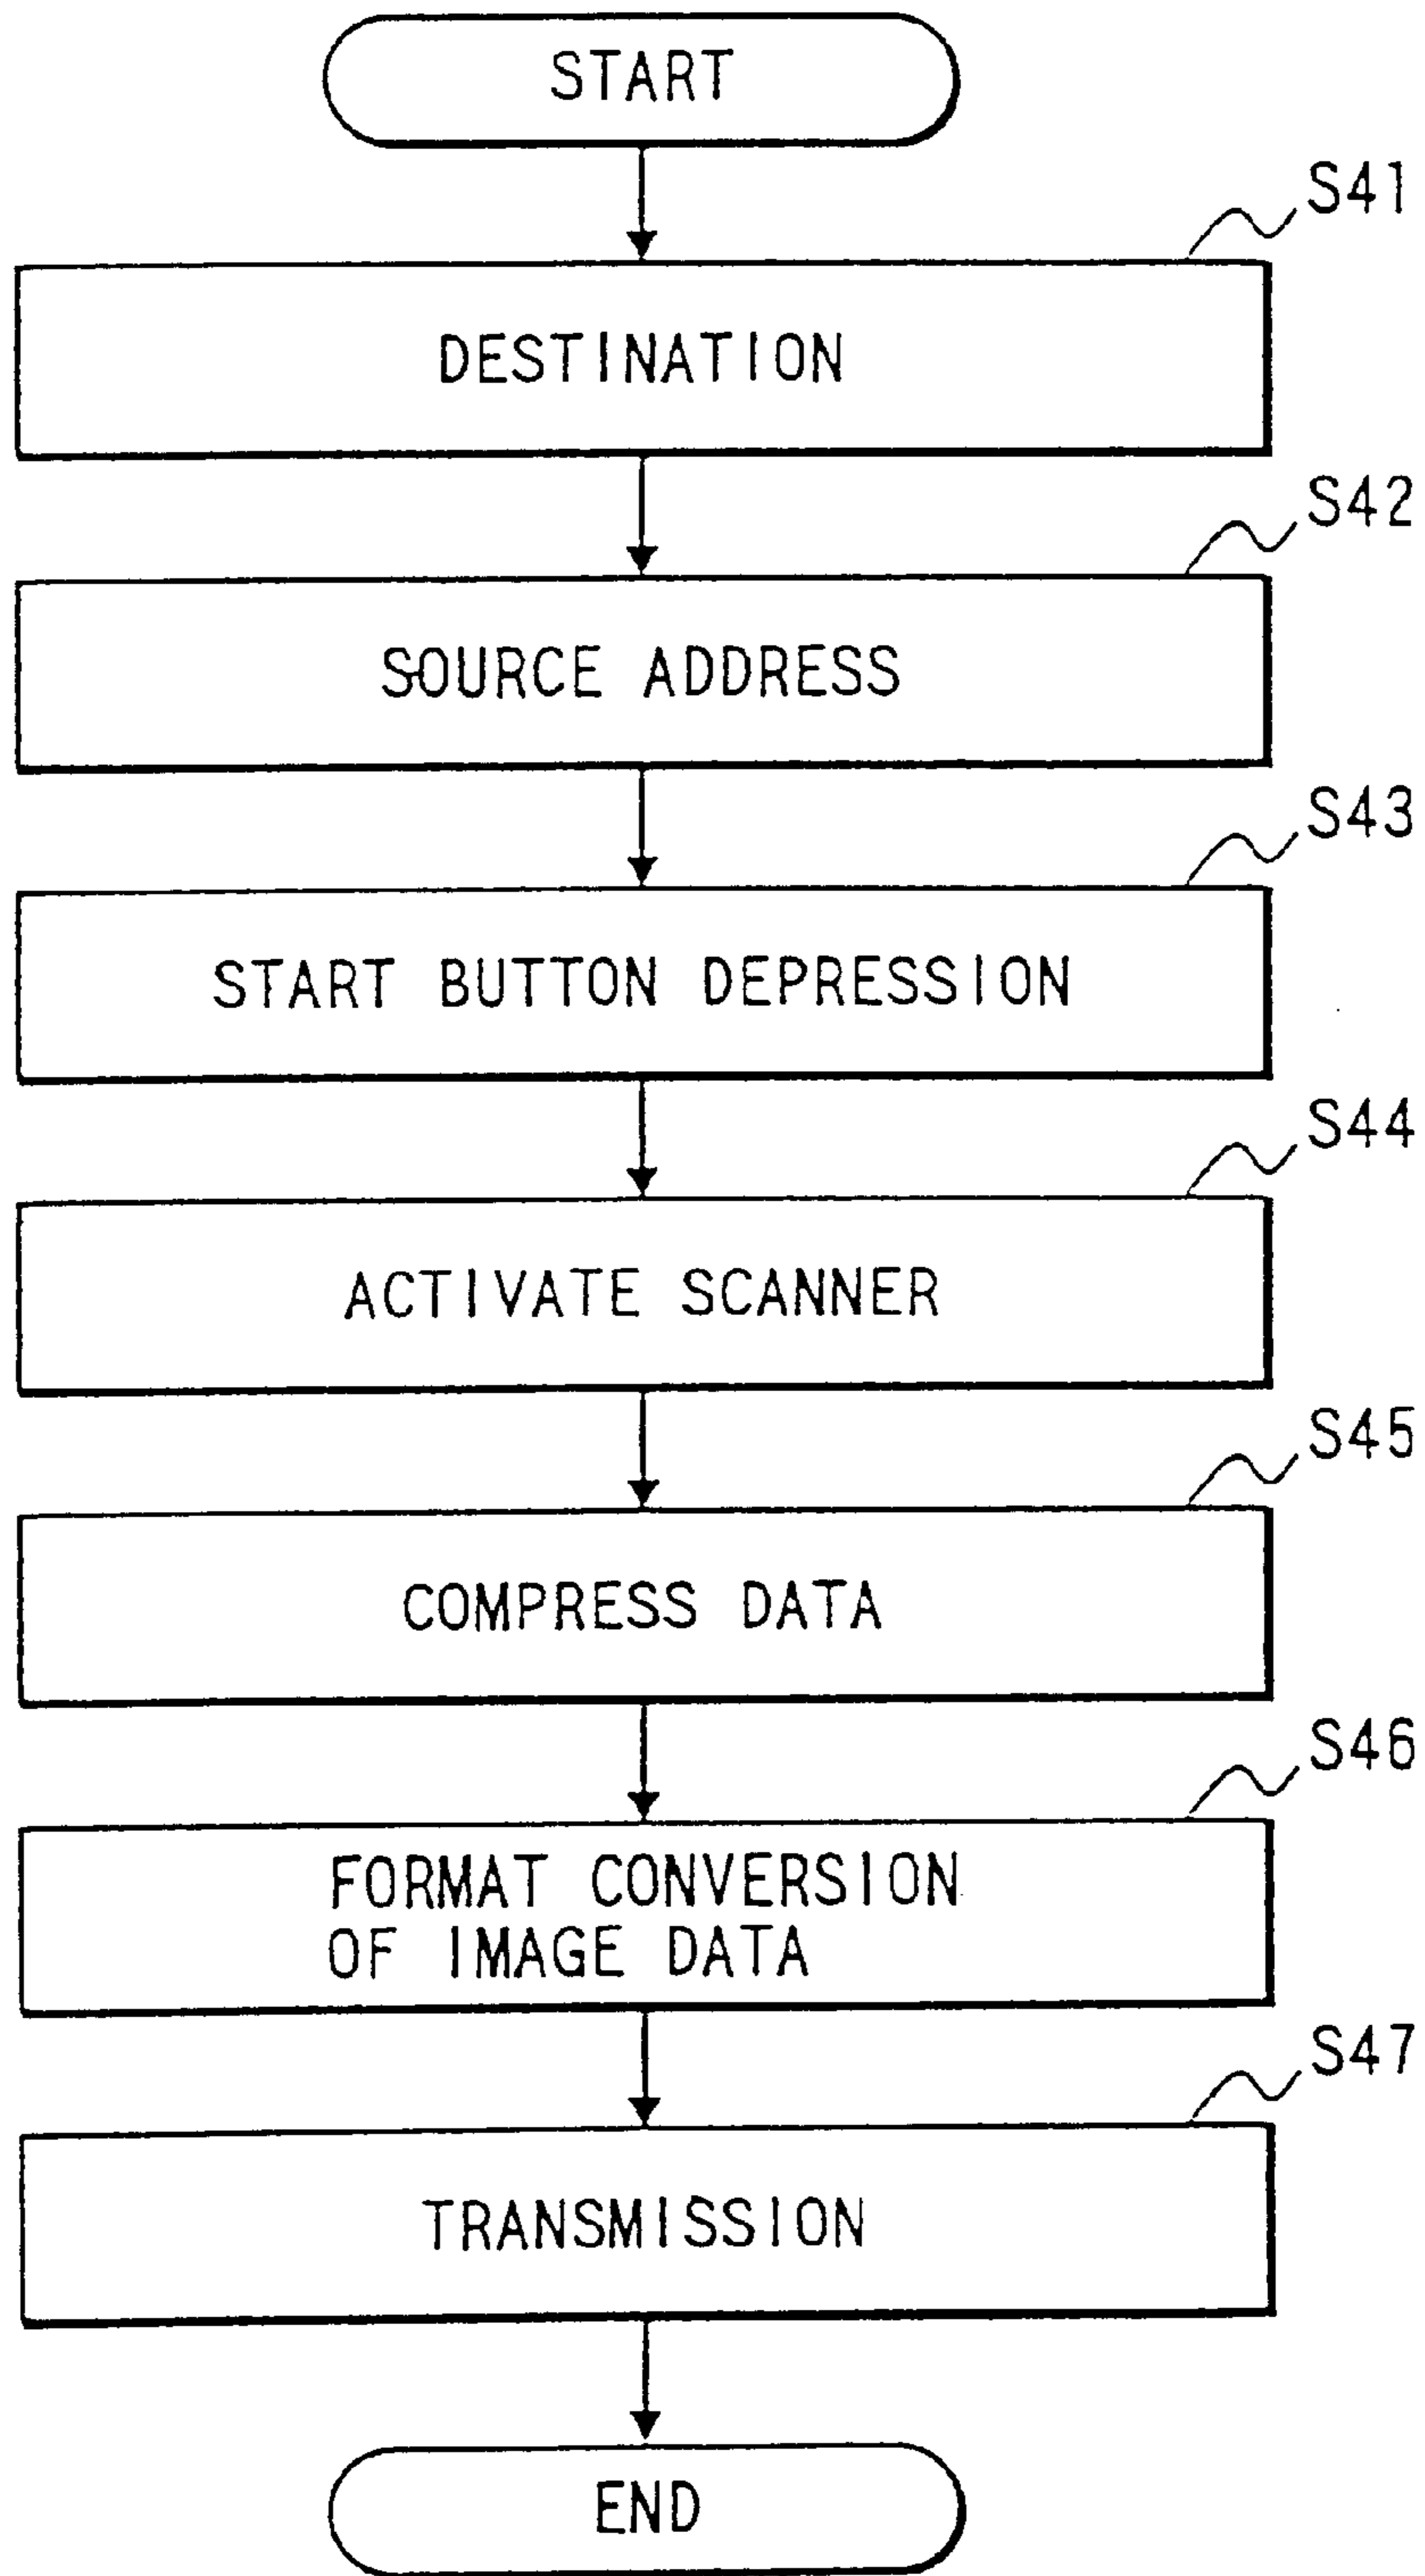 START
S41
DESTINATION
S42
SOURCE ADDRESS
S43
START BUTTON DEPRESSION
S44
ACTIVATE SCANNER
S45
COMPRESS DATA
S46
FORMAT CONVERSION
OF IMAGE DATA
S47
TRANSMISSION
END